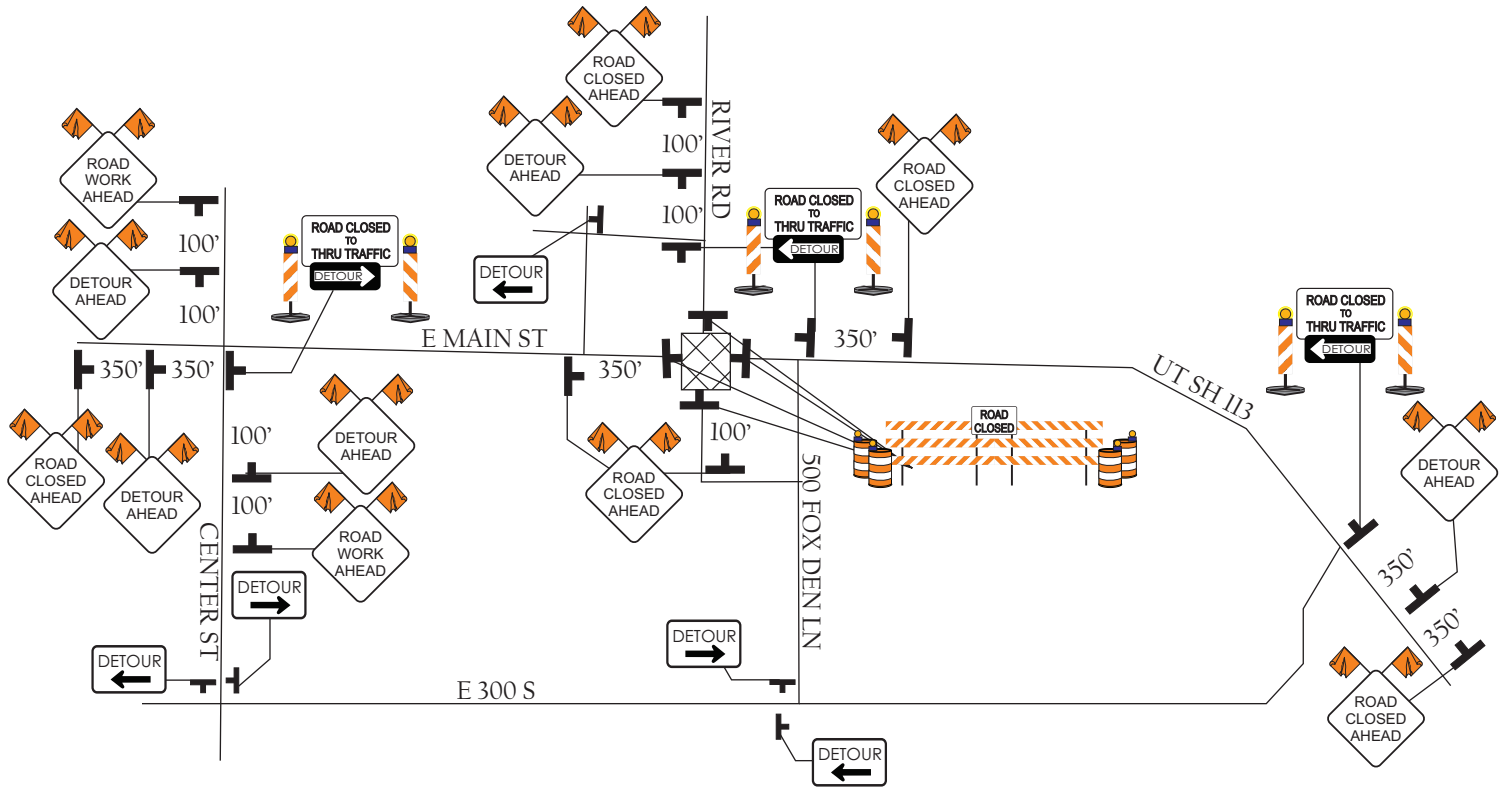 ROAD
CLOSED
AHEAD
100'
DETOUR
AHEAD
100'
RIVER RD
ROAD
WORK
AHEAD
100'
DETOUR
AHEAD
100'
ROAD CLOSED
TO
THRU TRAFFIC
DETOUR
DETOUR
ROAD CLOSED
TO
THRU TRAFFIC
DETOUR
ROAD
CLOSED
AHEAD
350'
ROAD CLOSED
TO
THRU TRAFFIC
DETOUR
E MAIN ST
350'
350'
350'
UT SH 113
ROAD
CLOSED
AHEAD
DETOUR
AHEAD
100'
DETOUR
AHEAD
100'
ROAD
WORK
AHEAD
CENTER ST
ROAD
CLOSED
AHEAD
100'
500 FOX DEN LN
ROAD
CLOSED
DETOUR
AHEAD
350'
350'
ROAD
CLOSED
AHEAD
DETOUR
DETOUR
DETOUR
E 300 S
DETOUR